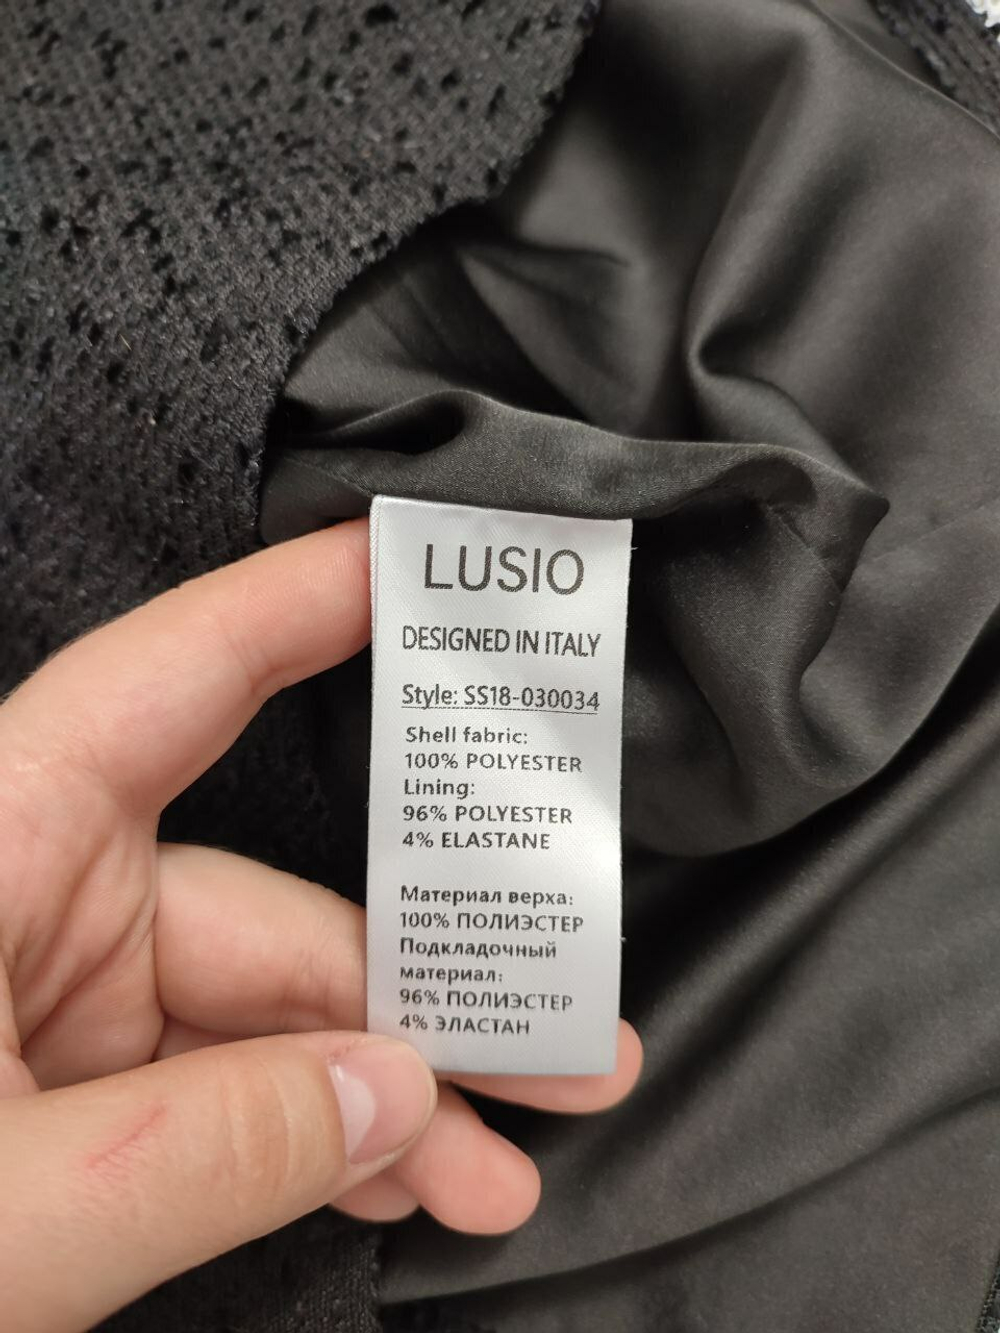 LUSIO
DESIGNED IN ITALY
Style: SS18-030034
Shell fabric:
100% POLYESTER
Lining:
96% POLYESTER
4% ELASTANE
Материал верха:
100% ПОЛИЭСТЕР
Подкладочный
материал:
96% ПОЛИЭСТЕР
4% ЭЛАСТАН